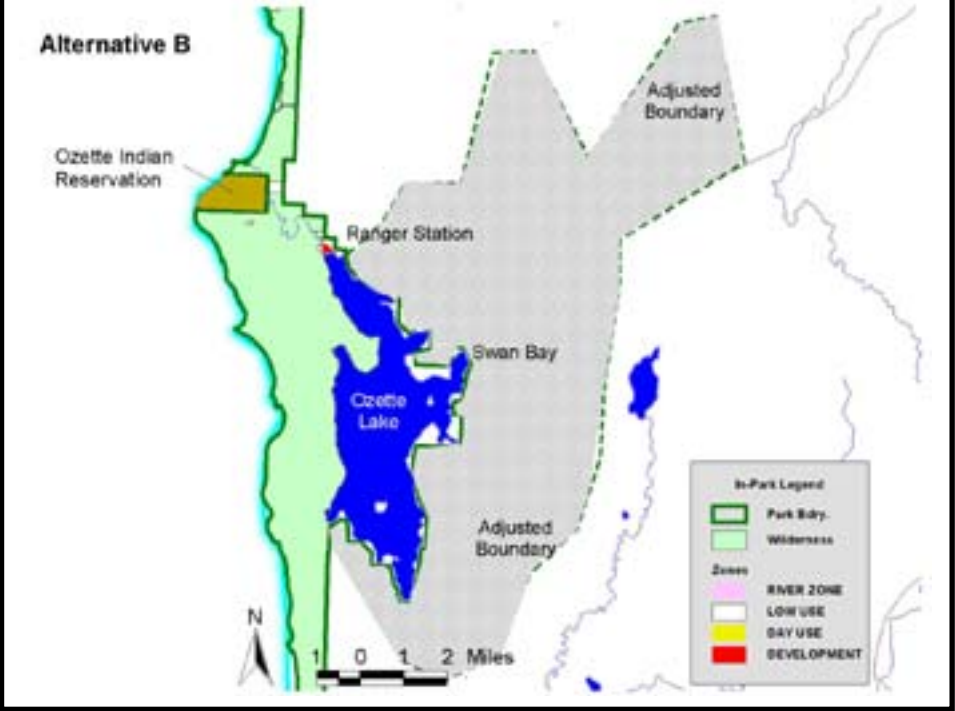 Alternative B
Adjusted
Boundary
Ozette Indian
Reservation
Ranger Station
Swan Bay
Ozette
Lake
Adjusted
Boundary
In-Park Legend
Park Bdry.
Wilderness
Zones
RIVER ZONE
LOW USE
DAY USE
DEVELOPMENT
N
1 0 1 2 Miles